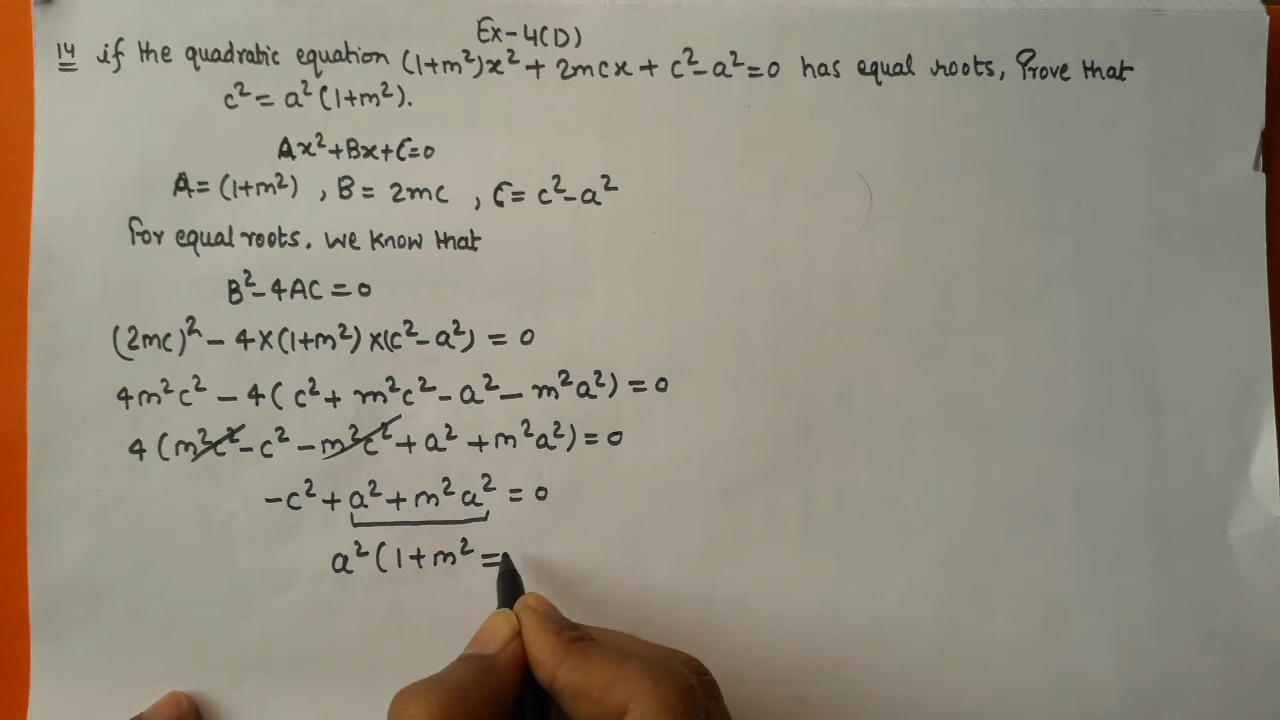 Ex-4(D)
14 if the quadratic equation (1+m²)x² + 2mcx + c²-a²=0 has equal roots, Prove that
c² = a²(1+m²).
Ax²+Bx+C=0
A= (1+m²) , B= 2mc , C= c²-a²
For equal roots. we know that
B²-4AC=0
(2mc)² - 4×(1+m²)×(c²-a²) = 0
4m²c² - 4(c²+m²c²-a²-m²a²)=0
4(m²c²-c²-m²c²+a²+m²a²)=0
-c²+a²+m²a²=0
a²(1+m² =